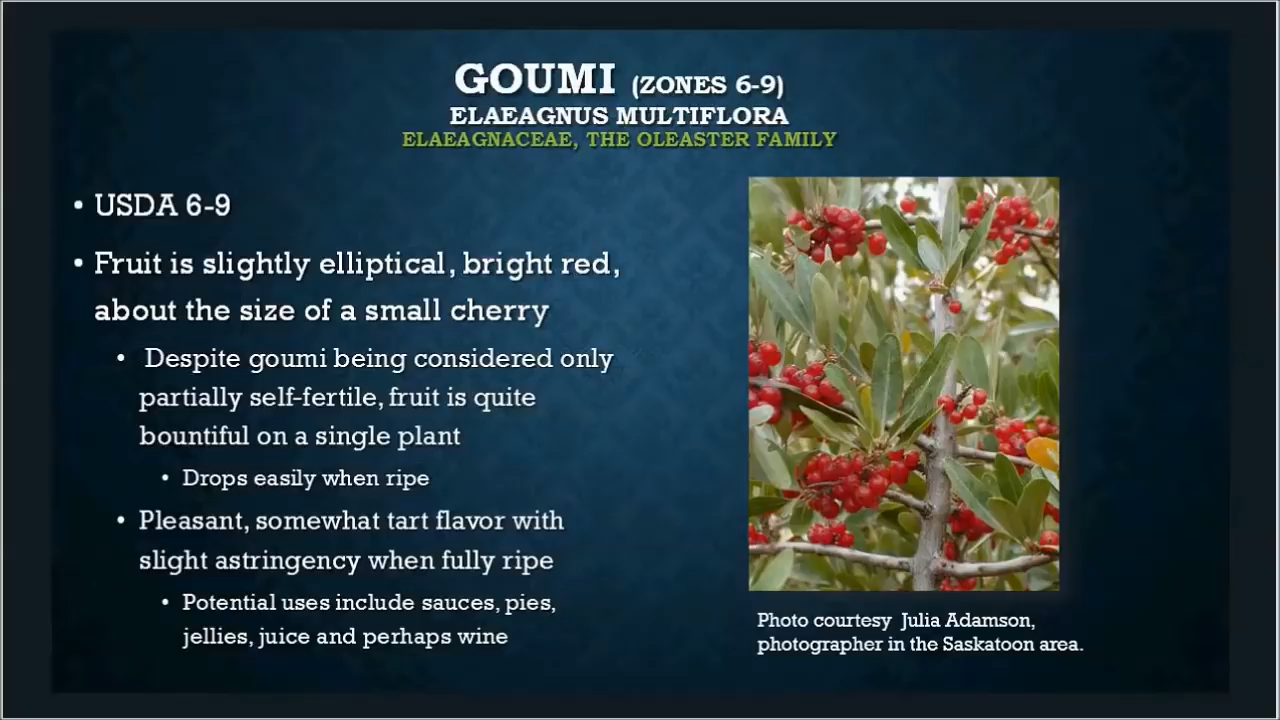 GOUMI (ZONES 6-9)
ELAEAGNUS MULTIFLORA
ELAEAGNACEAE, THE OLEASTER FAMILY
• USDA 6-9
• Fruit is slightly elliptical, bright red,
about the size of a small cherry
• Despite goumi being considered only
partially self-fertile, fruit is quite
bountiful on a single plant
• Drops easily when ripe
• Pleasant, somewhat tart flavor with
slight astringency when fully ripe
• Potential uses include sauces, pies,
jellies, juice and perhaps wine
Photo courtesy Julia Adamson,
photographer in the Saskatoon area.